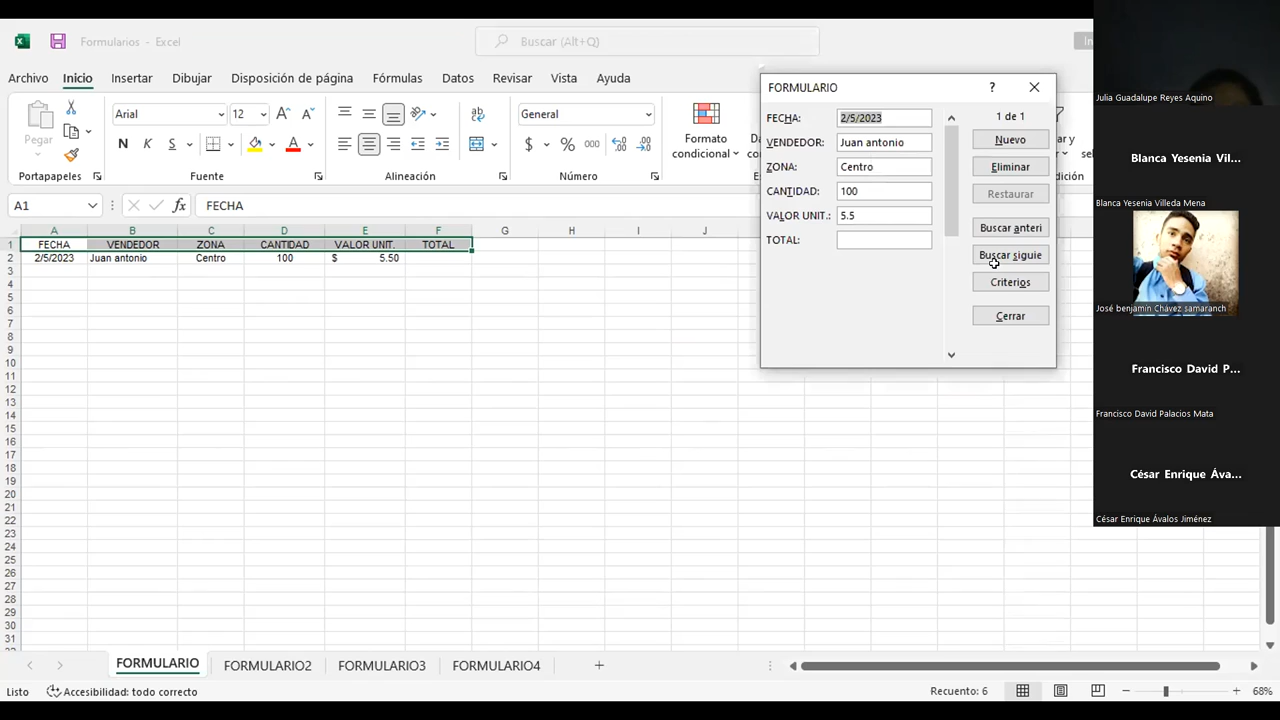 Formularios - Excel
Buscar (Alt+Q)
Archivo Inicio Insertar Dibujar Disposición de página Fórmulas Datos Revisar Vista Ayuda
Pegar
Arial 12
General
Formato
condicional
N K S
$ % 000
Portapapeles Fuente Alineación Número
A1 fx FECHA
A B C D E F G H I J
1 FECHA VENDEDOR ZONA CANTIDAD VALOR UNIT. TOTAL
2 2/5/2023 Juan antonio Centro 100 $ 5.50
3
4
5
6
7
8
9
10
11
12
13
14
15
16
17
18
19
20
21
22
23
24
25
26
27
28
29
30
31
FORMULARIO ?
FECHA: 2/5/2023 1 de 1
VENDEDOR: Juan antonio Nuevo
ZONA: Centro Eliminar
CANTIDAD: 100 Restaurar
VALOR UNIT.: 5.5 Buscar anteri
TOTAL: Buscar siguie
Criterios
Cerrar
Julia Guadalupe Reyes Aquino
Blanca Yesenia Vil...
Blanca Yesenia Villeda Mena
José benjamín Chávez samaranch
Francisco David P...
Francisco David Palacios Mata
César Enrique Áva...
César Enrique Ávalos Jiménez
FORMULARIO FORMULARIO2 FORMULARIO3 FORMULARIO4
Listo Accesibilidad: todo correcto Recuento: 6 68%